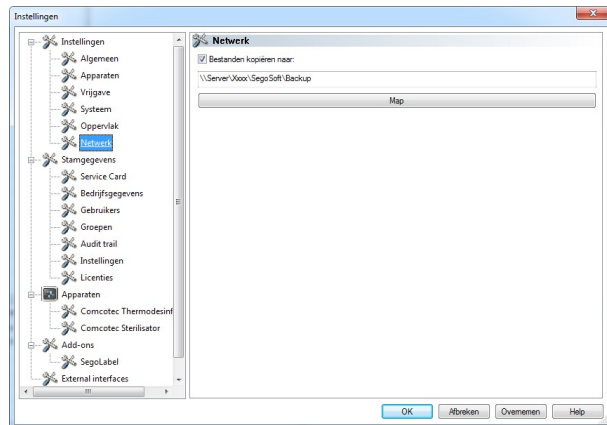 Instellingen
Instellingen
Algemeen
Apparaten
Vrijgave
Systeem
Oppervlak
Netwerk
Stamgegevens
Service Card
Bedrijfsgegevens
Gebruikers
Groepen
Audit trail
Instellingen
Licenties
Apparaten
Comcotec Thermodesinf
Comcotec Sterilisator
Add-ons
SegoLabel
External interfaces
Netwerk
Bestanden kopiëren naar:
\\Server\Xxxx\SegoSoft\Backup
Map
OK Afbreken Overnemen Help